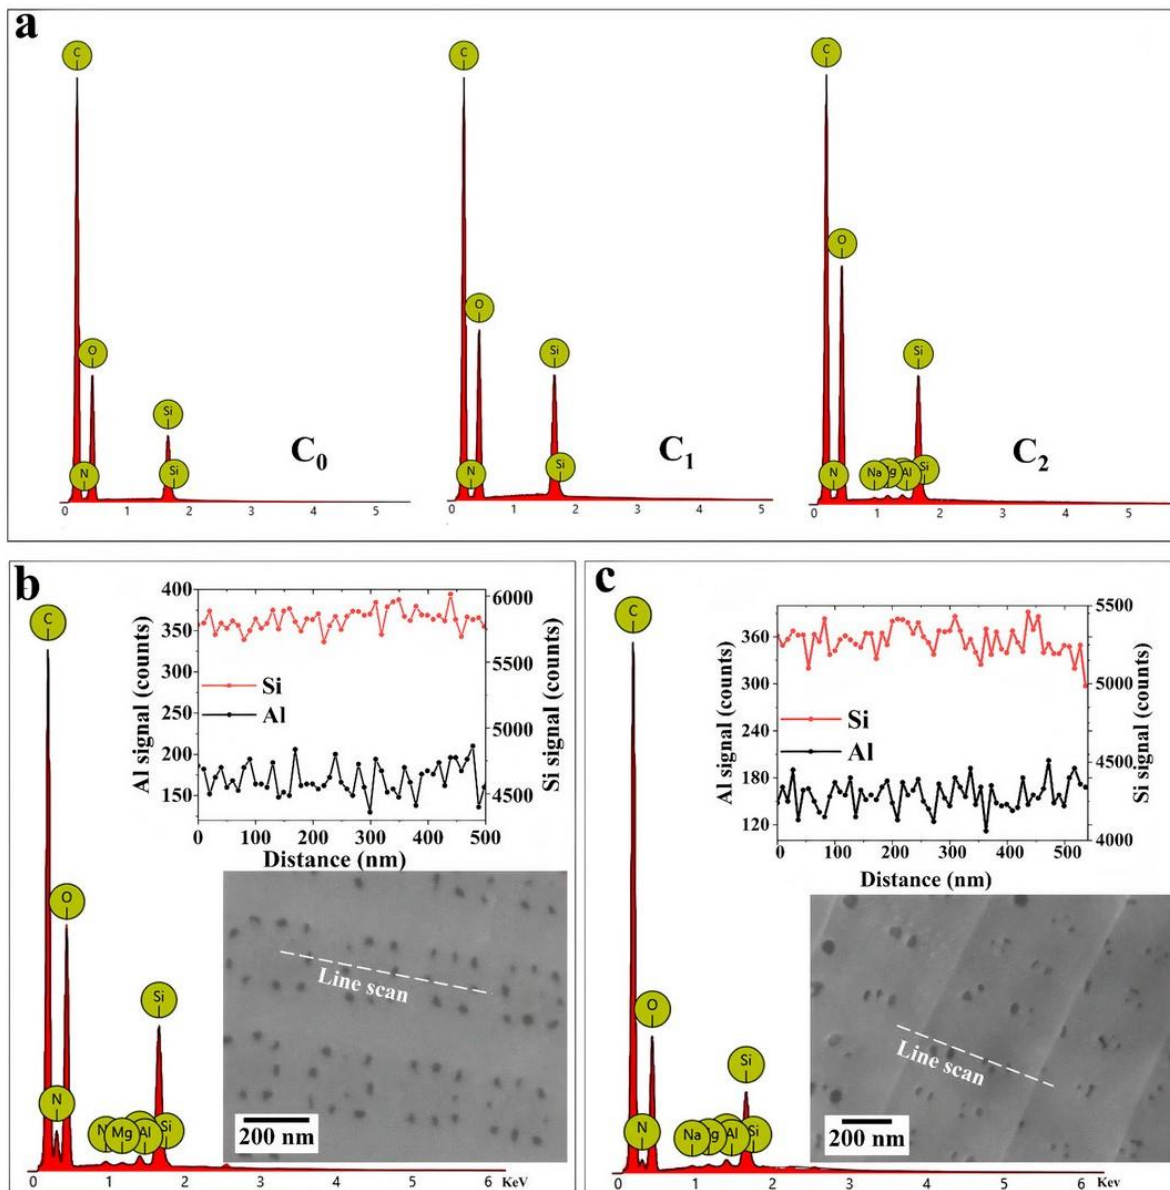 a
C
C
C
O
O
O
Si
Si
Si
N
Si
N
Si
N
Na
g
Al
Si
C0
C1
C2
0 1 2 3 4 5
0 1 2 3 4 5
0 1 2 3 4 5
b
C
O
N
N
Mg
Al
Si
Si
400
350
300
250
200
150
Al signal (counts)
6000
5500
5000
4500
Si signal (counts)
Si
Al
0 100 200 300 400 500
Distance (nm)
Line scan
200 nm
0 1 2 3 4 5 6 KeV
c
C
O
N
Na
g
Al
Si
Si
360
300
240
180
120
Al signal (counts)
5500
5000
4500
4000
Si signal (counts)
Si
Al
0 100 200 300 400 500
Distance (nm)
Line scan
200 nm
0 1 2 3 4 5 6 KeV